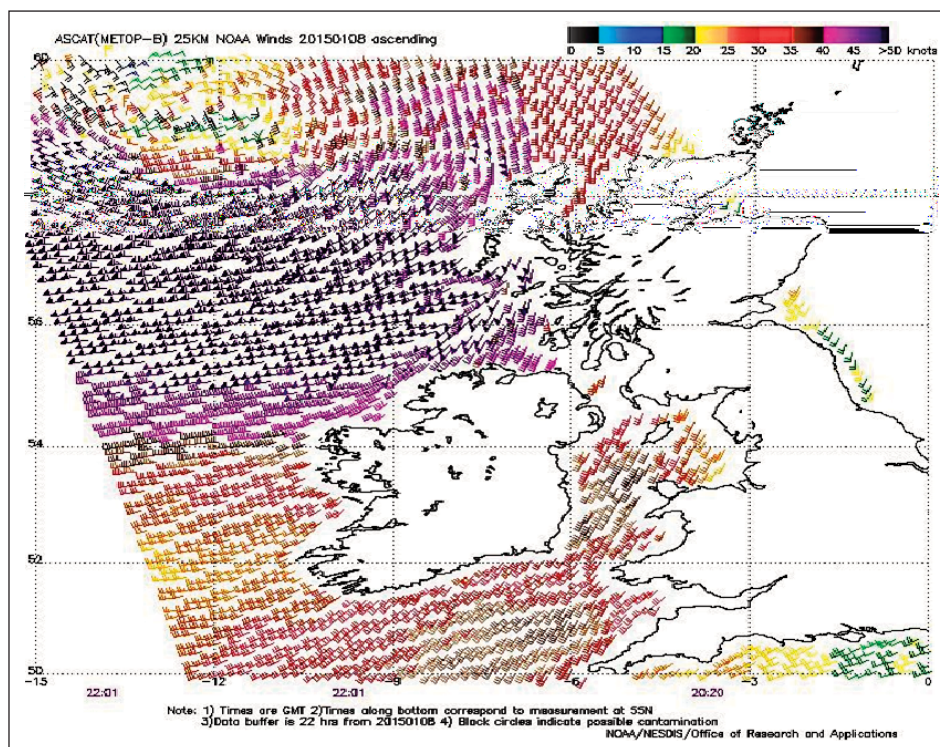 ASCAT(METOP-B) 25KM NOAA Winds 20150108 ascending
0 5 10 15 20 25 30 35 40 45 >50 knots
60
56
54
52
50
-15 -12 -9 -6 -3 0
22:01 22:01 20:20
Note: 1) Times are GMT 2)Times along bottom correspond to measurement at 55N
3)Data buffer is 22 hrs from 20150108 4) Black circles indicate possible contamination
NOAA/NESDIS/Office of Research and Applications